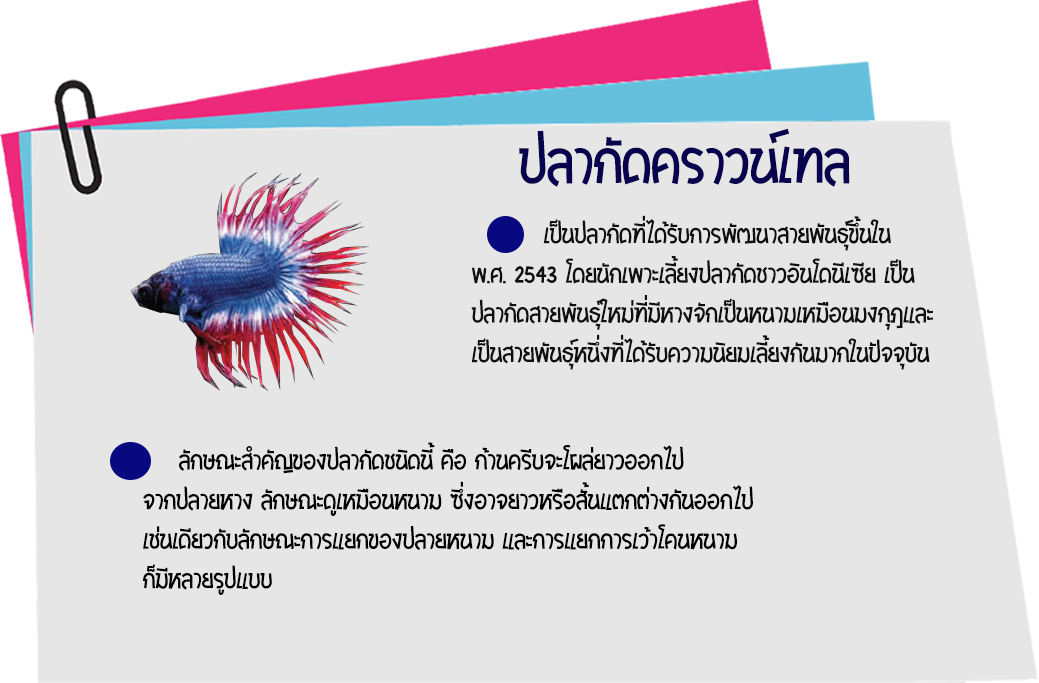 ปลากัดคราวน์เทล
เป็นปลากัดที่ได้รับการพัฒนาสายพันธุ์ขึ้นใน
พ.ศ. 2543 โดยนักเพาะเลี้ยงปลากัดชาวอินโดนีเซีย เป็น
ปลากัดสายพันธุ์ใหม่ที่มีหางจักเป็นหนามเหมือนมงกุฎและ
เป็นสายพันธุ์หนึ่งที่ได้รับความนิยมเลี้ยงกันมากในปัจจุบัน
ลักษณะสำคัญของปลากัดชนิดนี้ คือ ก้านครีบจะโผล่ยาวออกไป
จากปลายหาง ลักษณะดูเหมือนหนาม ซึ่งอาจยาวหรือสั้นแตกต่างกันออกไป
เช่นเดียวกับลักษณะการแยกของปลายหนาม และการแยกการเว้าโคนหนาม
ก็มีหลายรูปแบบ